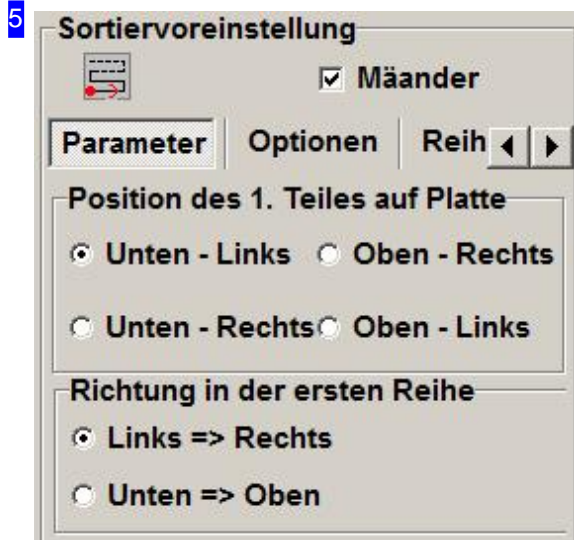 5
Sortiervoreinstellung
Mäander
Parameter Optionen Reih
Position des 1. Teiles auf Platte
Unten - Links Oben - Rechts
Unten - Rechts Oben - Links
Richtung in der ersten Reihe
Links => Rechts
Unten => Oben